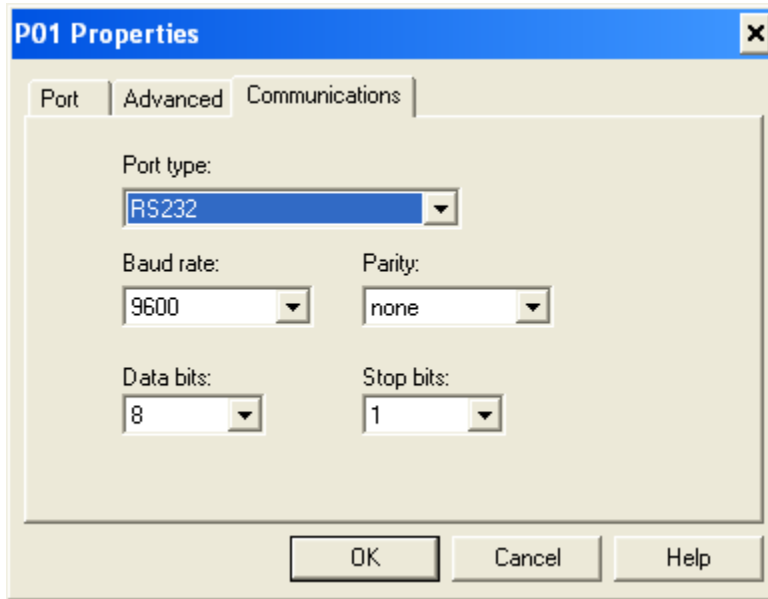 P01 Properties
Port Advanced Communications
Port type:
RS232
Baud rate: Parity:
9600 none
Data bits: Stop bits:
8 1
OK Cancel Help